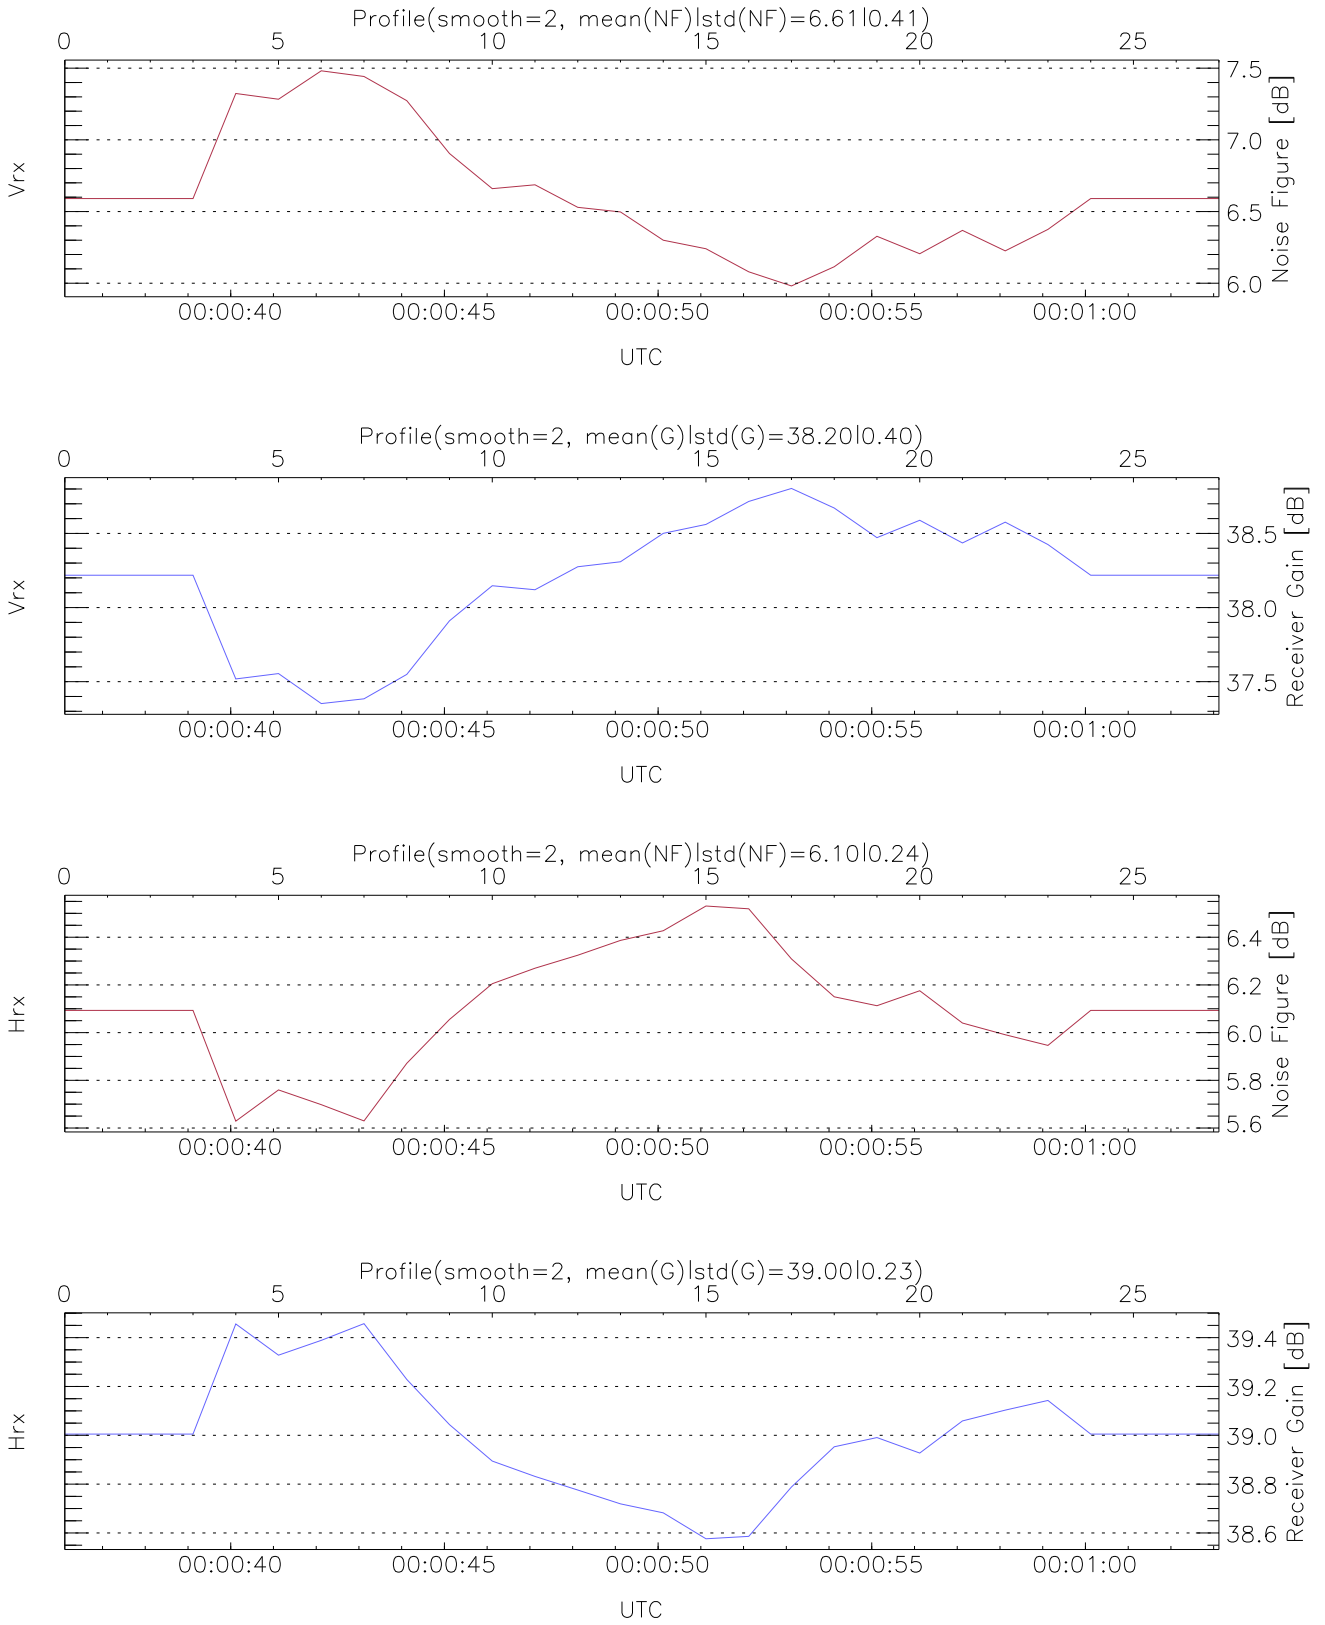 Profile(smooth=2, mean(NF)|std(NF)=6.61|0.41)
0 5 10 15 20 25
7.5
7.0
6.5
6.0
Vrx
Noise Figure [dB]
00:00:40 00:00:45 00:00:50 00:00:55 00:01:00
UTC
Profile(smooth=2, mean(G)|std(G)=38.20|0.40)
0 5 10 15 20 25
38.5
38.0
37.5
Vrx
Receiver Gain [dB]
00:00:40 00:00:45 00:00:50 00:00:55 00:01:00
UTC
Profile(smooth=2, mean(NF)|std(NF)=6.10|0.24)
0 5 10 15 20 25
6.4
6.2
6.0
5.8
5.6
Hrx
Noise Figure [dB]
00:00:40 00:00:45 00:00:50 00:00:55 00:01:00
UTC
Profile(smooth=2, mean(G)|std(G)=39.00|0.23)
0 5 10 15 20 25
39.4
39.2
39.0
38.8
38.6
Hrx
Receiver Gain [dB]
00:00:40 00:00:45 00:00:50 00:00:55 00:01:00
UTC